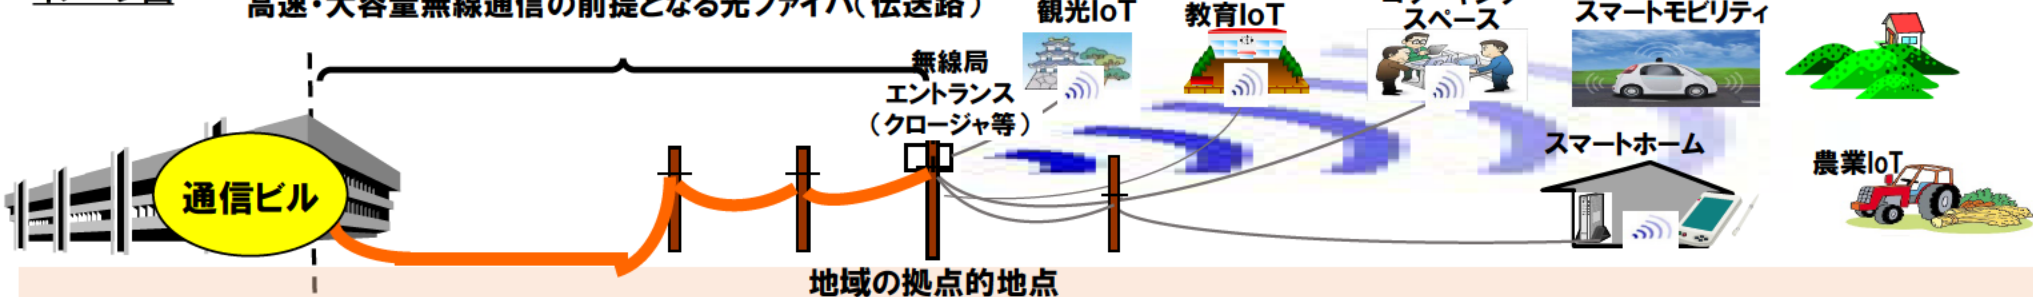 高速・大容量無線通信の前提となる光ファイバ(伝送路)
観光IoT
教育IoT
スペース
スマートモビリティ
無線局
エントランス
(クロージャ等)
スマートホーム
農業IoT
通信ビル
地域の拠点的地点